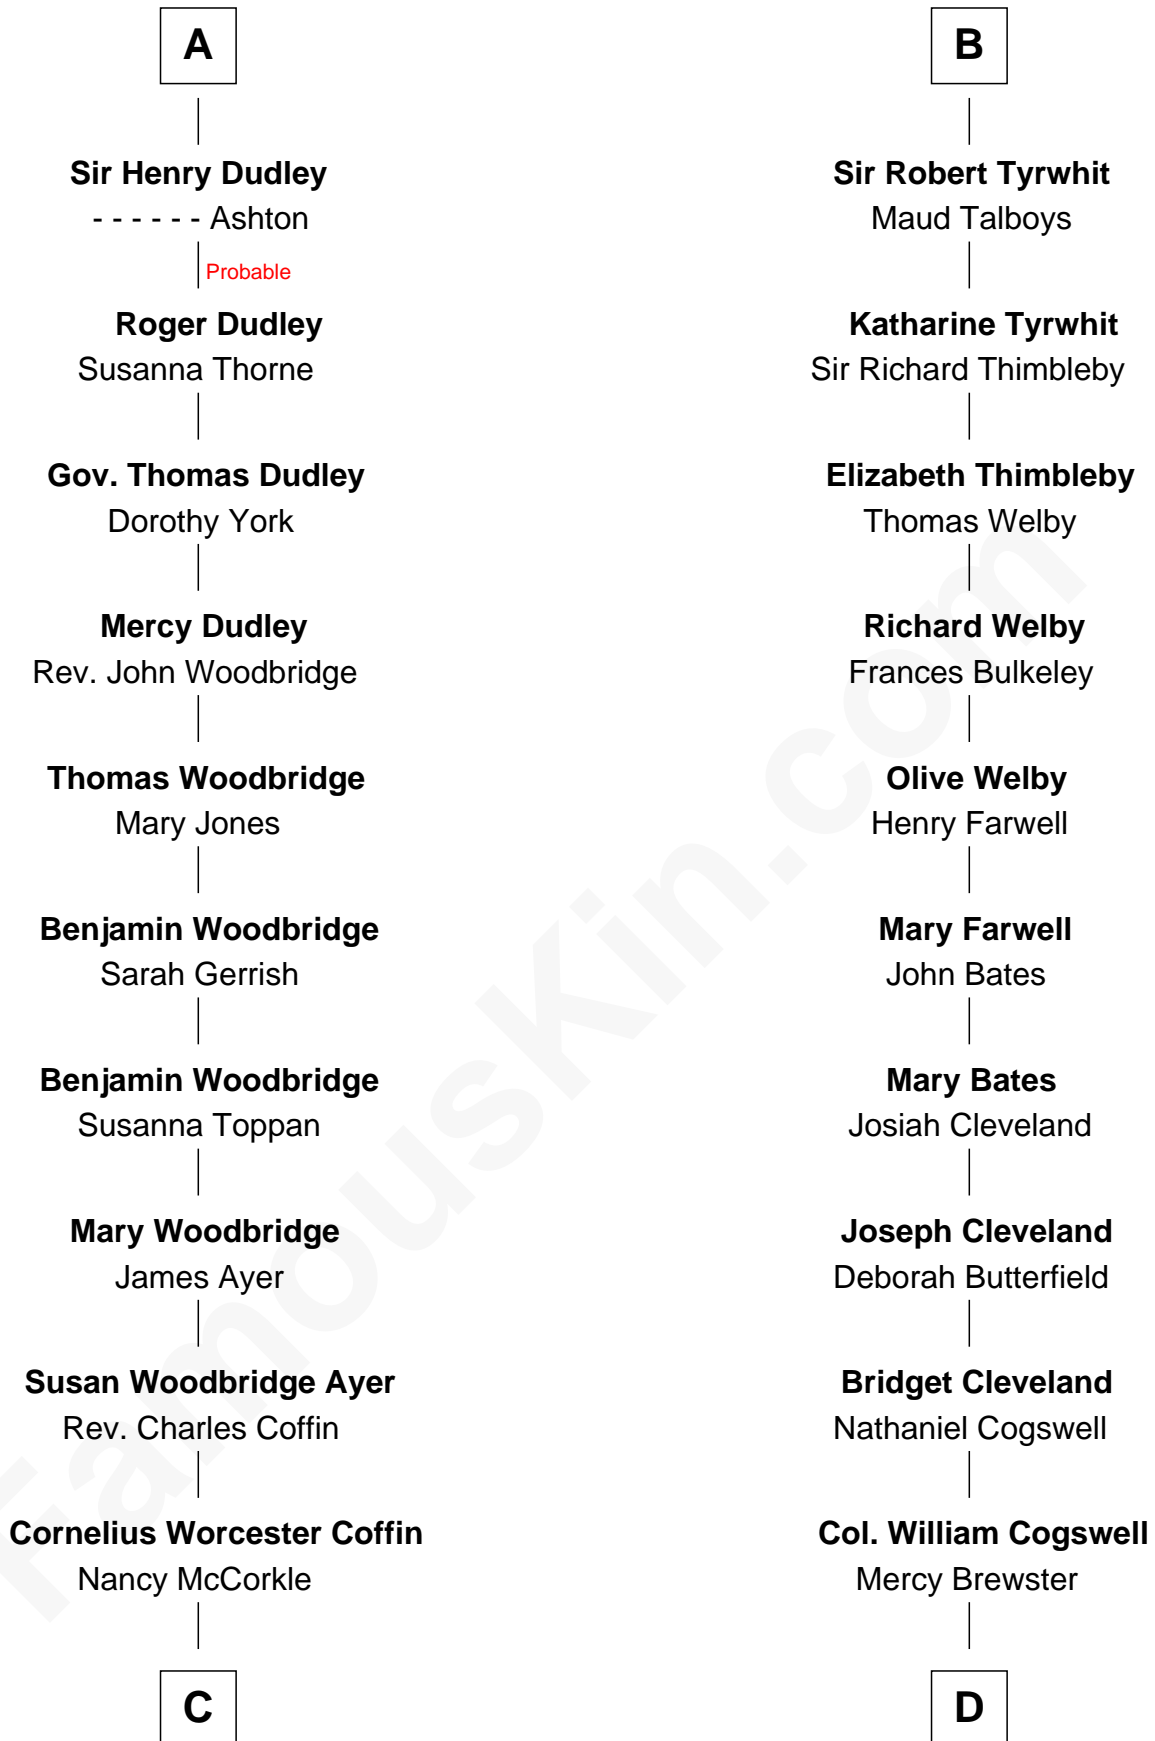 A
Sir Henry Dudley
- - - - - - Ashton
Probable
Roger Dudley
Susanna Thorne
Gov. Thomas Dudley
Dorothy York
Mercy Dudley
Rev. John Woodbridge
Thomas Woodbridge
Mary Jones
Benjamin Woodbridge
Sarah Gerrish
Benjamin Woodbridge
Susanna Toppan
Mary Woodbridge
James Ayer
Susan Woodbridge Ayer
Rev. Charles Coffin
Cornelius Worcester Coffin
Nancy McCorkle
C
B
Sir Robert Tyrwhit
Maud Talboys
Katharine Tyrwhit
Sir Richard Thimbleby
Elizabeth Thimbleby
Thomas Welby
Richard Welby
Frances Bulkeley
Olive Welby
Henry Farwell
Mary Farwell
John Bates
Mary Bates
Josiah Cleveland
Joseph Cleveland
Deborah Butterfield
Bridget Cleveland
Nathaniel Cogswell
Col. William Cogswell
Mercy Brewster
D
FamousKin.com